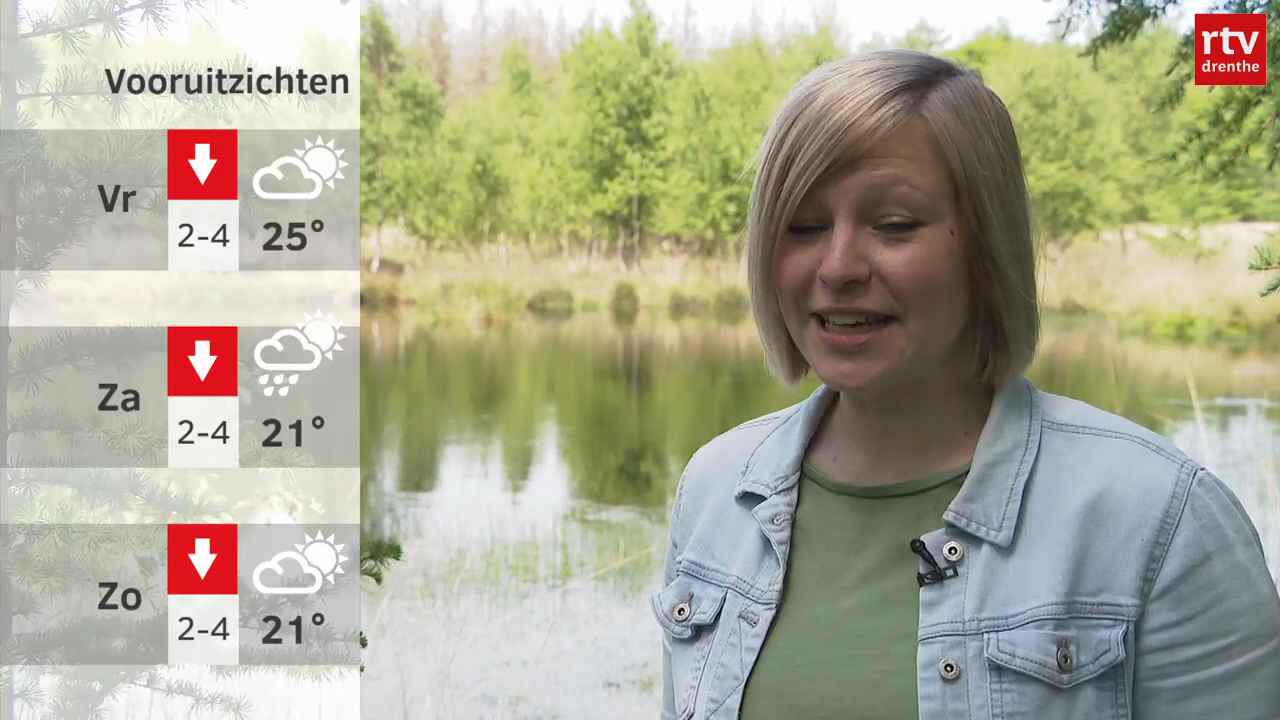 rtv
drenthe
Vooruitzichten
Vr
2-4
25°
Za
2-4
21°
Zo
2-4
21°